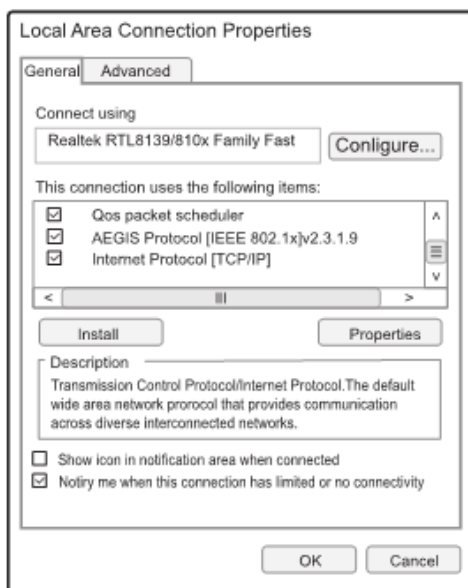 Local Area Connection Properties
General Advanced
Connect using
Realtek RTL8139/810x Family Fast Configure...
This connection uses the following items:
Qos packet scheduler
AEGIS Protocol [IEEE 802.1x]v2.3.1.9
Internet Protocol [TCP/IP]
Install Properties
Description
Transmission Control Protocol/Internet Protocol.The default
wide area network prorocol that provides communication
across diverse interconnected networks.
Show icon in notification area when connected
Notiry me when this connection has limited or no connectivity
OK Cancel